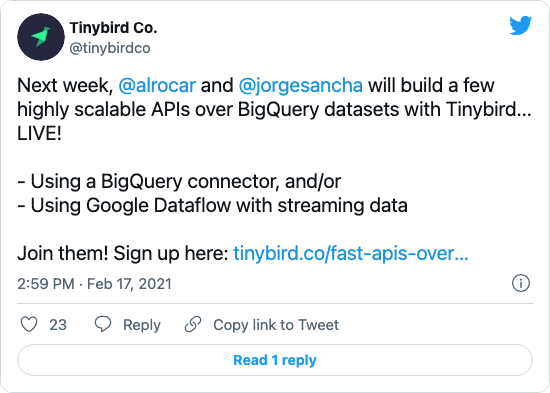 Tinybird Co.
@tinybirdco
Next week, @alrocar and @jorgesancha will build a few
highly scalable APIs over BigQuery datasets with Tinybird...
LIVE!
- Using a BigQuery connector, and/or
- Using Google Dataflow with streaming data
Join them! Sign up here: tinybird.co/fast-apis-over...
2:59 PM · Feb 17, 2021
23 Reply Copy link to Tweet
Read 1 reply